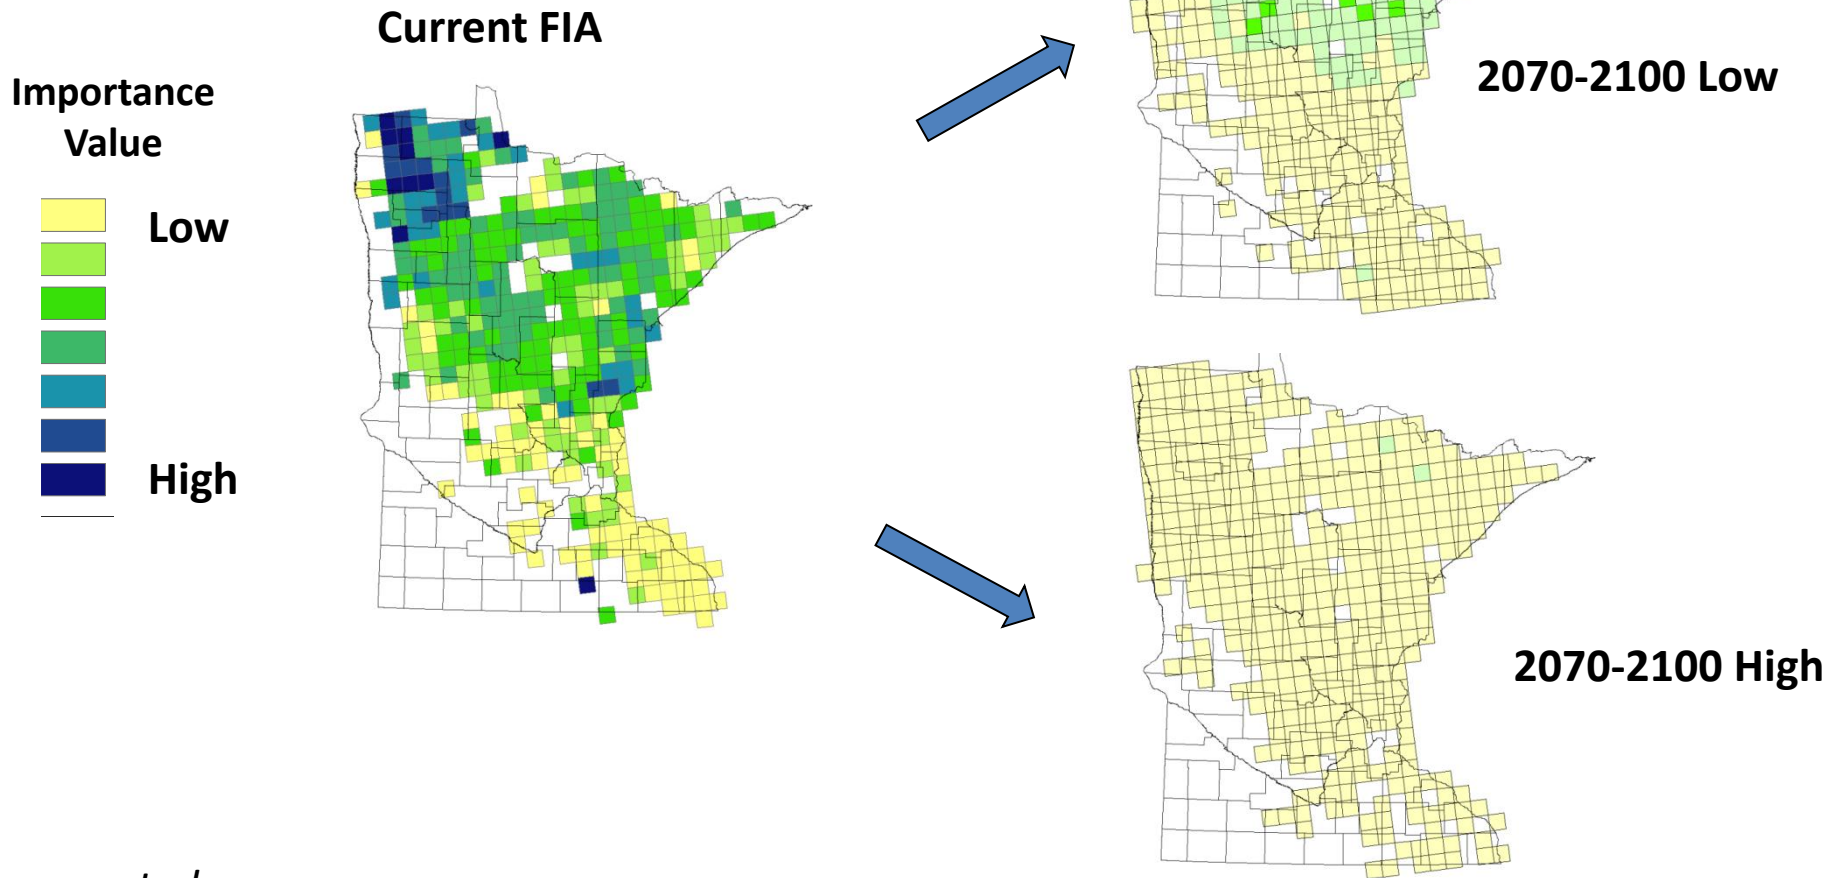 Current FIA
Importance
Value
Low
High
2070-2100 Low
2070-2100 High